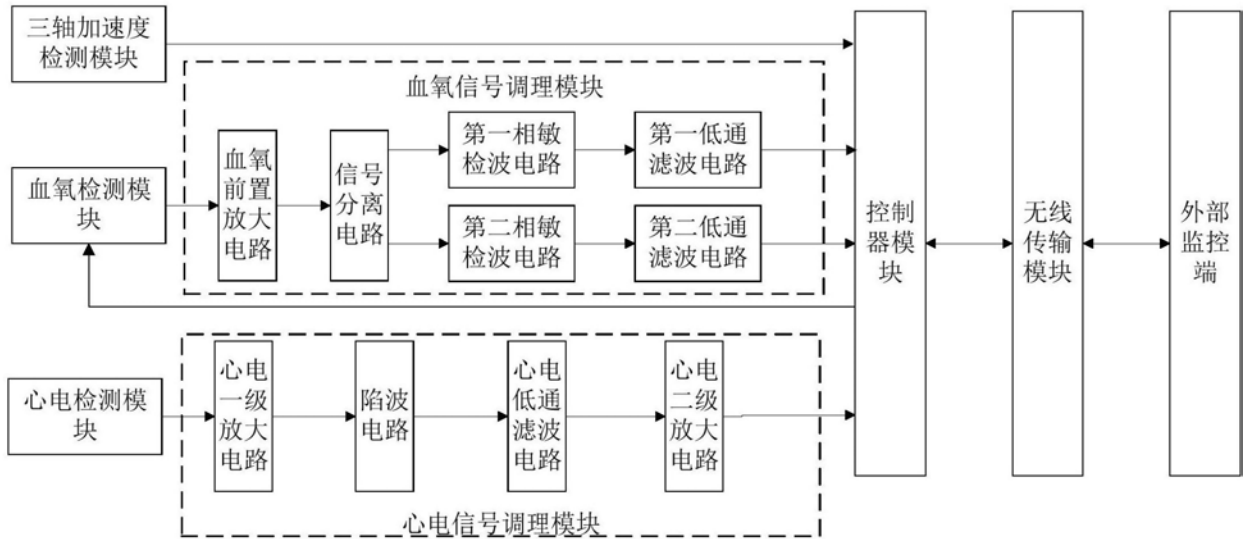 三轴加速度
检测模块
血氧信号调理模块
血氧
前置
放大
电路
信号
分离
电路
第一相敏
检波电路
第一低通
滤波电路
血氧检测模
块
第二相敏
检波电路
第二低通
滤波电路
控制
器模
块
无线
传输
模块
外部
监控
端
心电检测模
块
心电
一级
放大
电路
陷波
电路
心电
低通
滤波
电路
心电
二级
放大
电路
心电信号调理模块